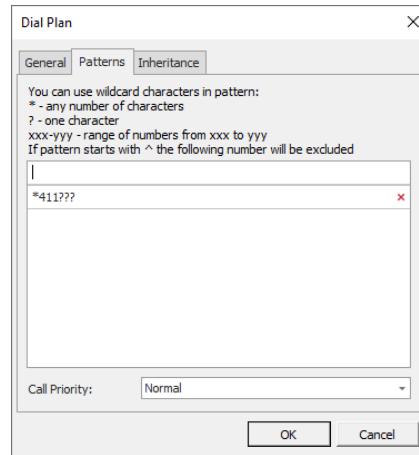 Dial Plan
General Patterns Inheritance
You can use wildcard characters in pattern:
* - any number of characters
? - one character
xxx-yyy - range of numbers from xxx to yyy
If pattern starts with ^ the following number will be excluded
*411???
Call Priority: Normal
OK Cancel